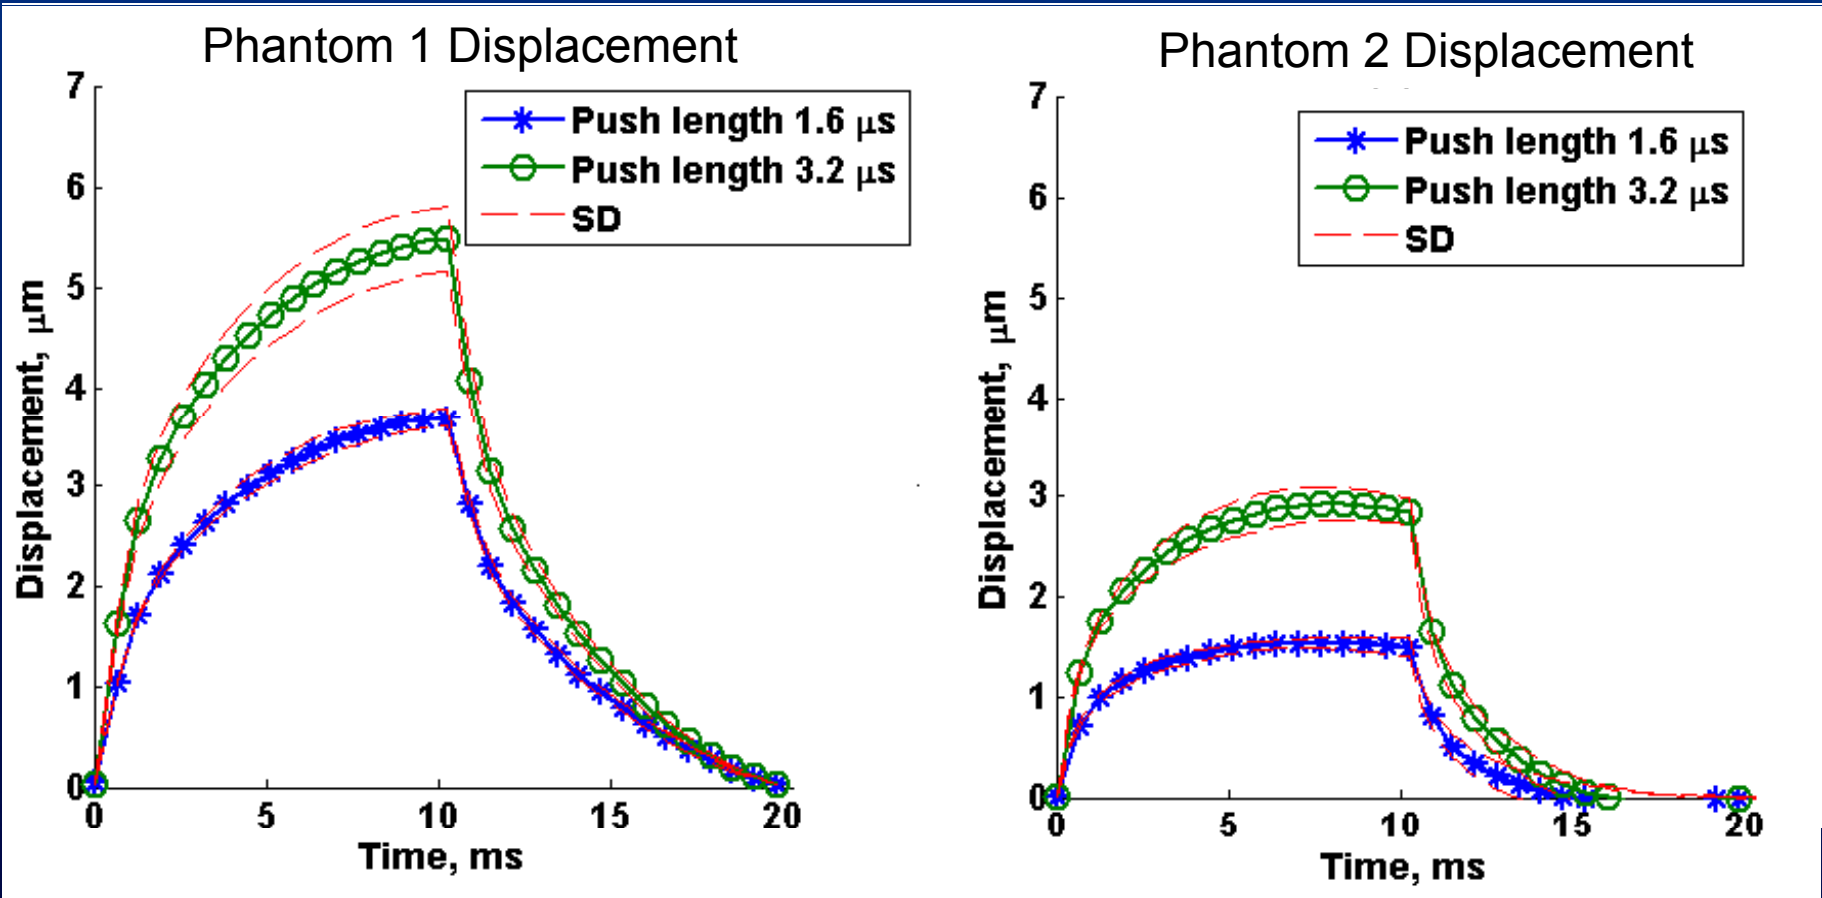 Phantom 1 Displacement
7
6
5
4
3
2
1
0
0
5
10
15
20
Displacement, μm
Time, ms
Push length 1.6 μs
Push length 3.2 μs
SD
Phantom 2 Displacement
7
6
5
4
3
2
1
0
0
5
10
15
20
Displacement, μm
Time, ms
Push length 1.6 μs
Push length 3.2 μs
SD